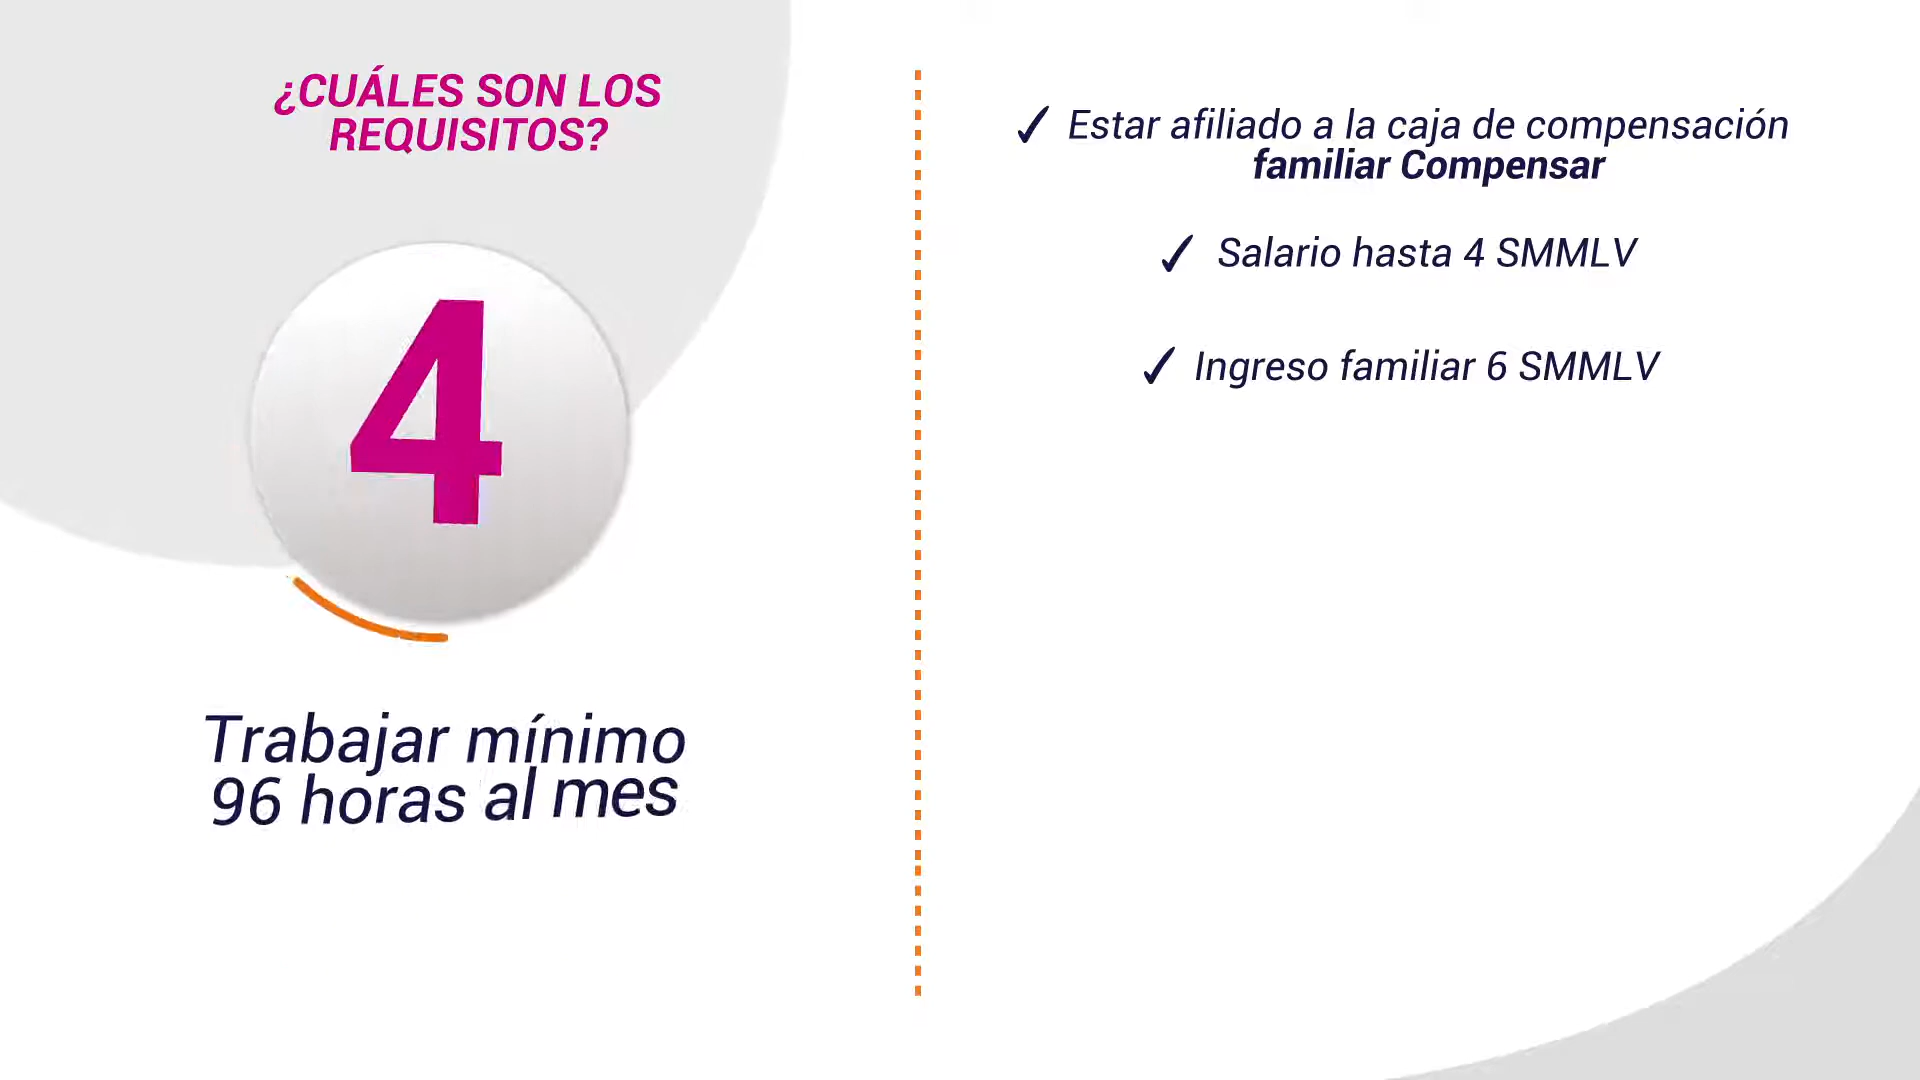 ¿CUÁLES SON LOS
REQUISITOS?
4
Trabajar mínimo
96 horas al mes
✓ Estar afiliado a la caja de compensación
familiar Compensar
✓ Salario hasta 4 SMMLV
✓ Ingreso familiar 6 SMMLV